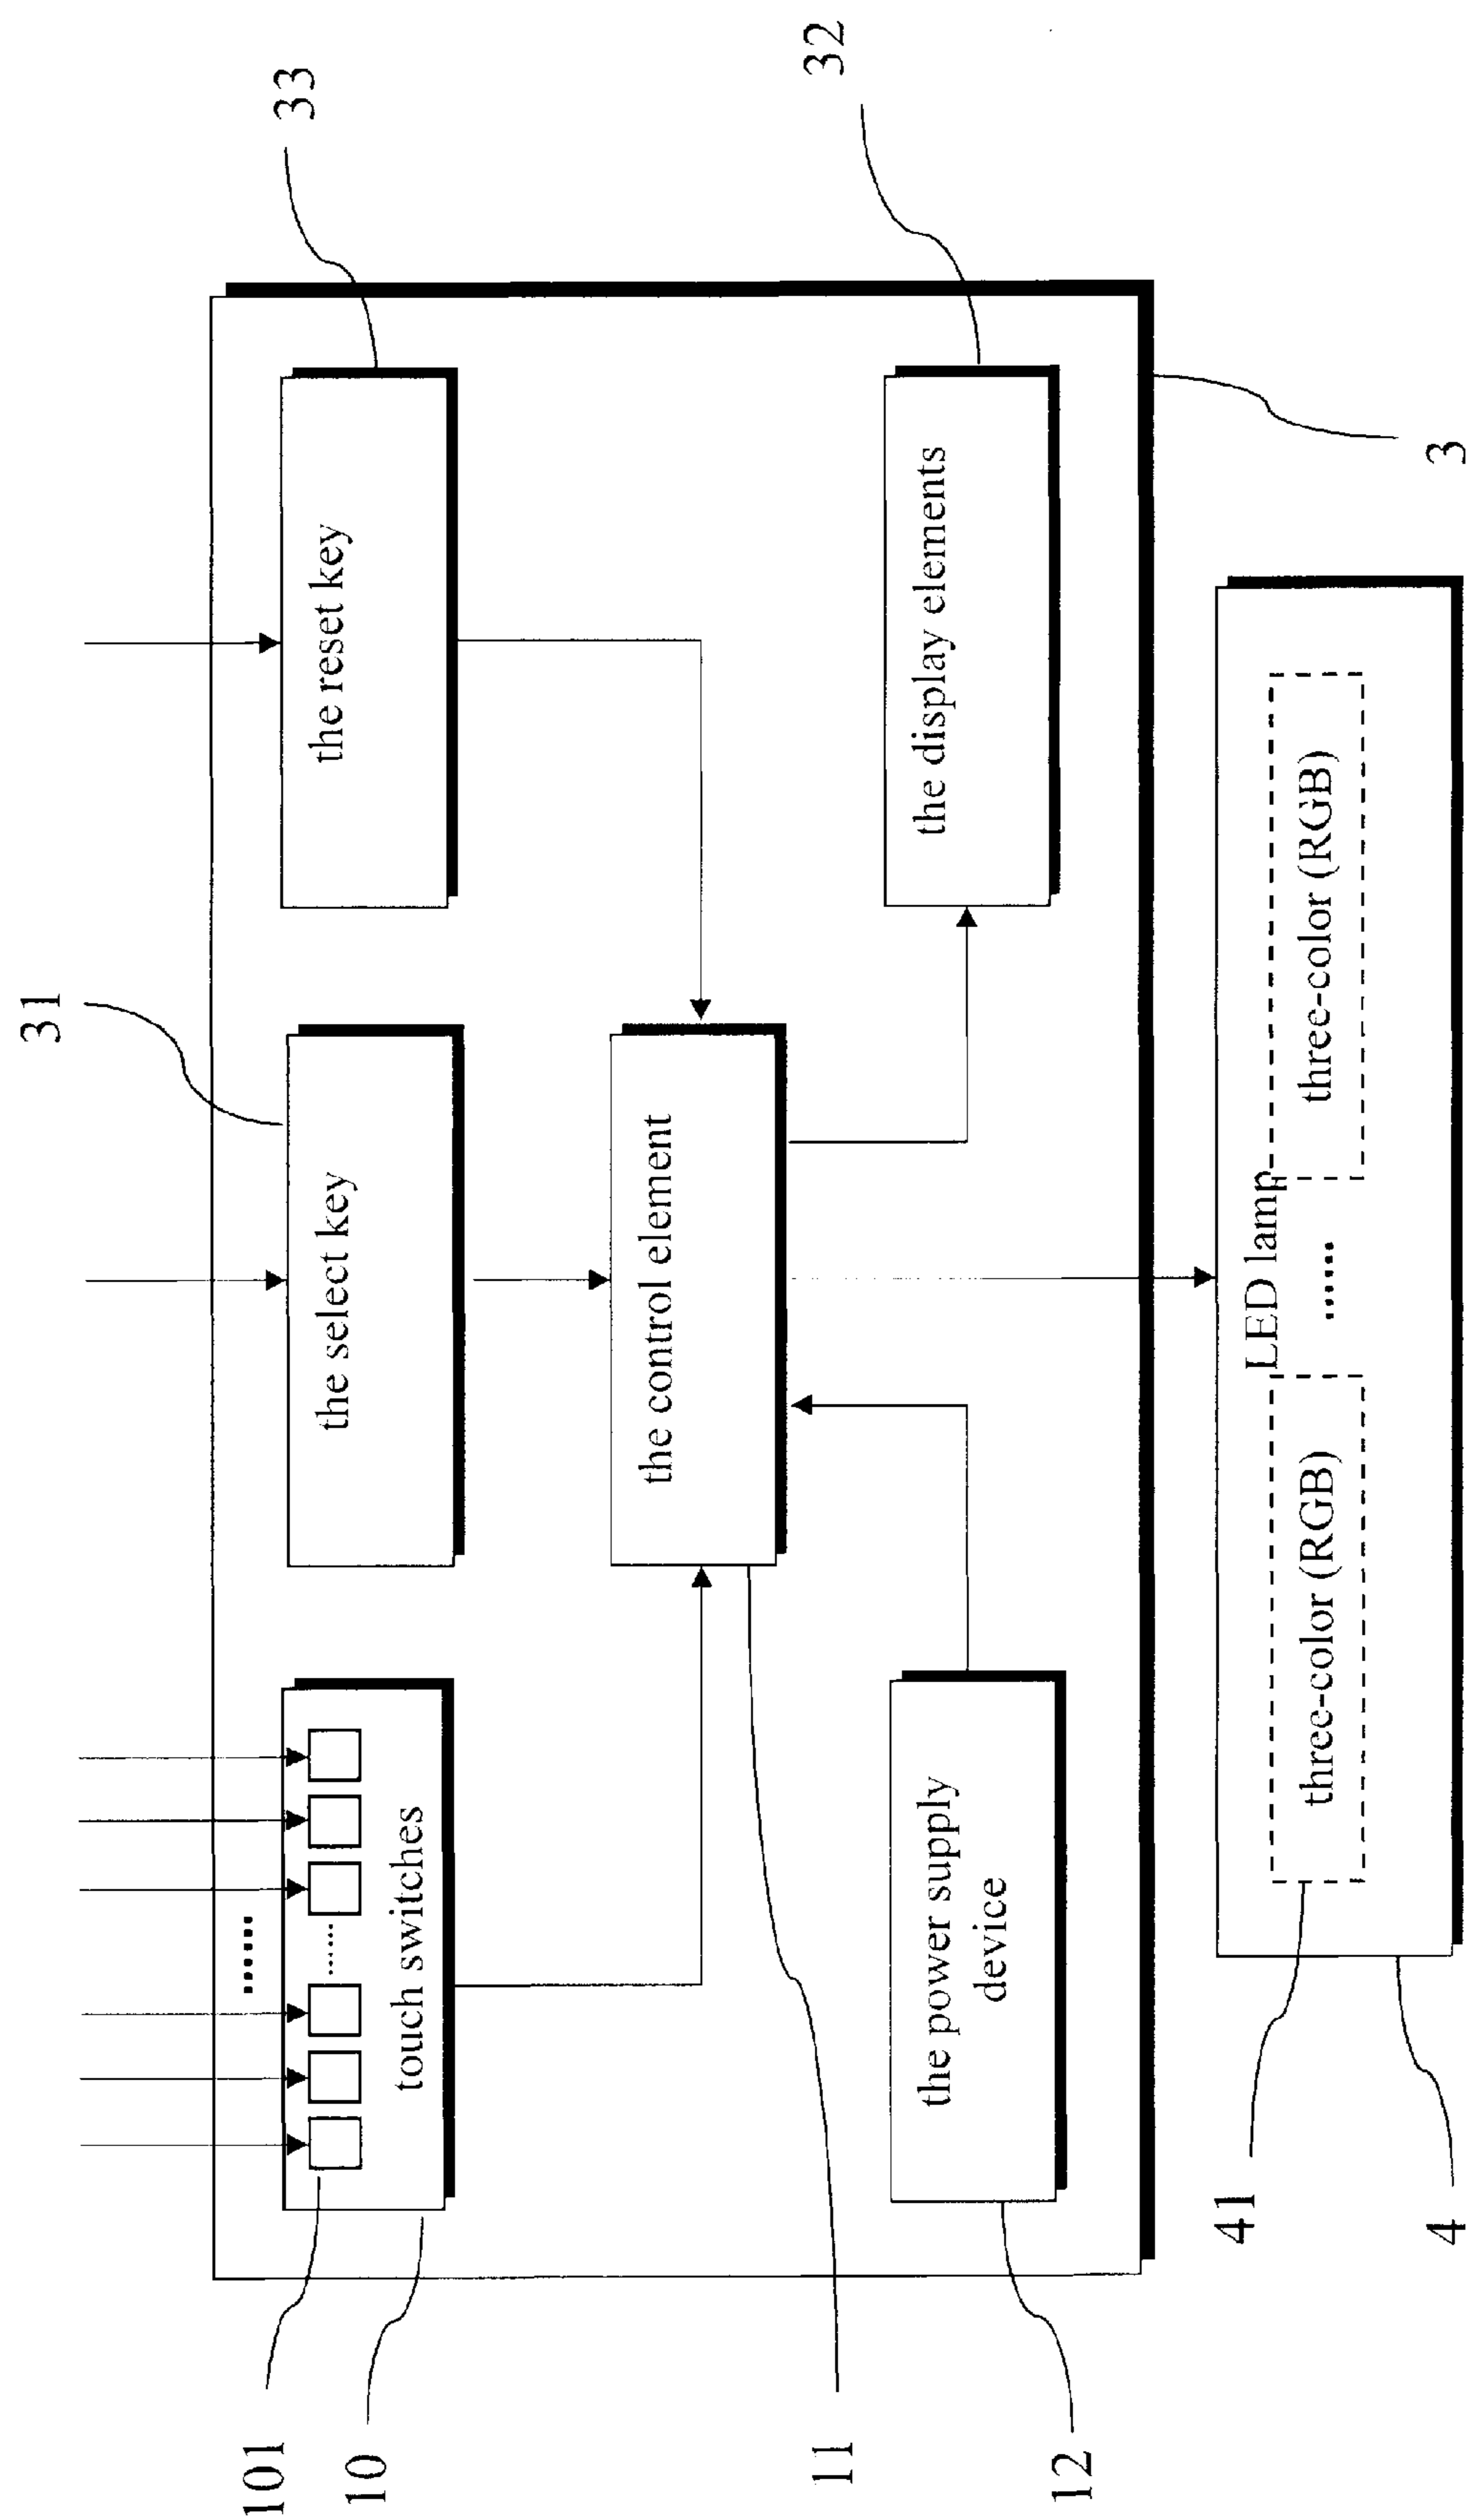 31
33
101
10
......
......
touch switches
the select key
the reset key
11
the control element
32
12
the power supply
device
the display elements
41
LED lamp
three-color (RGB)
......
three-color (RGB)
4
3